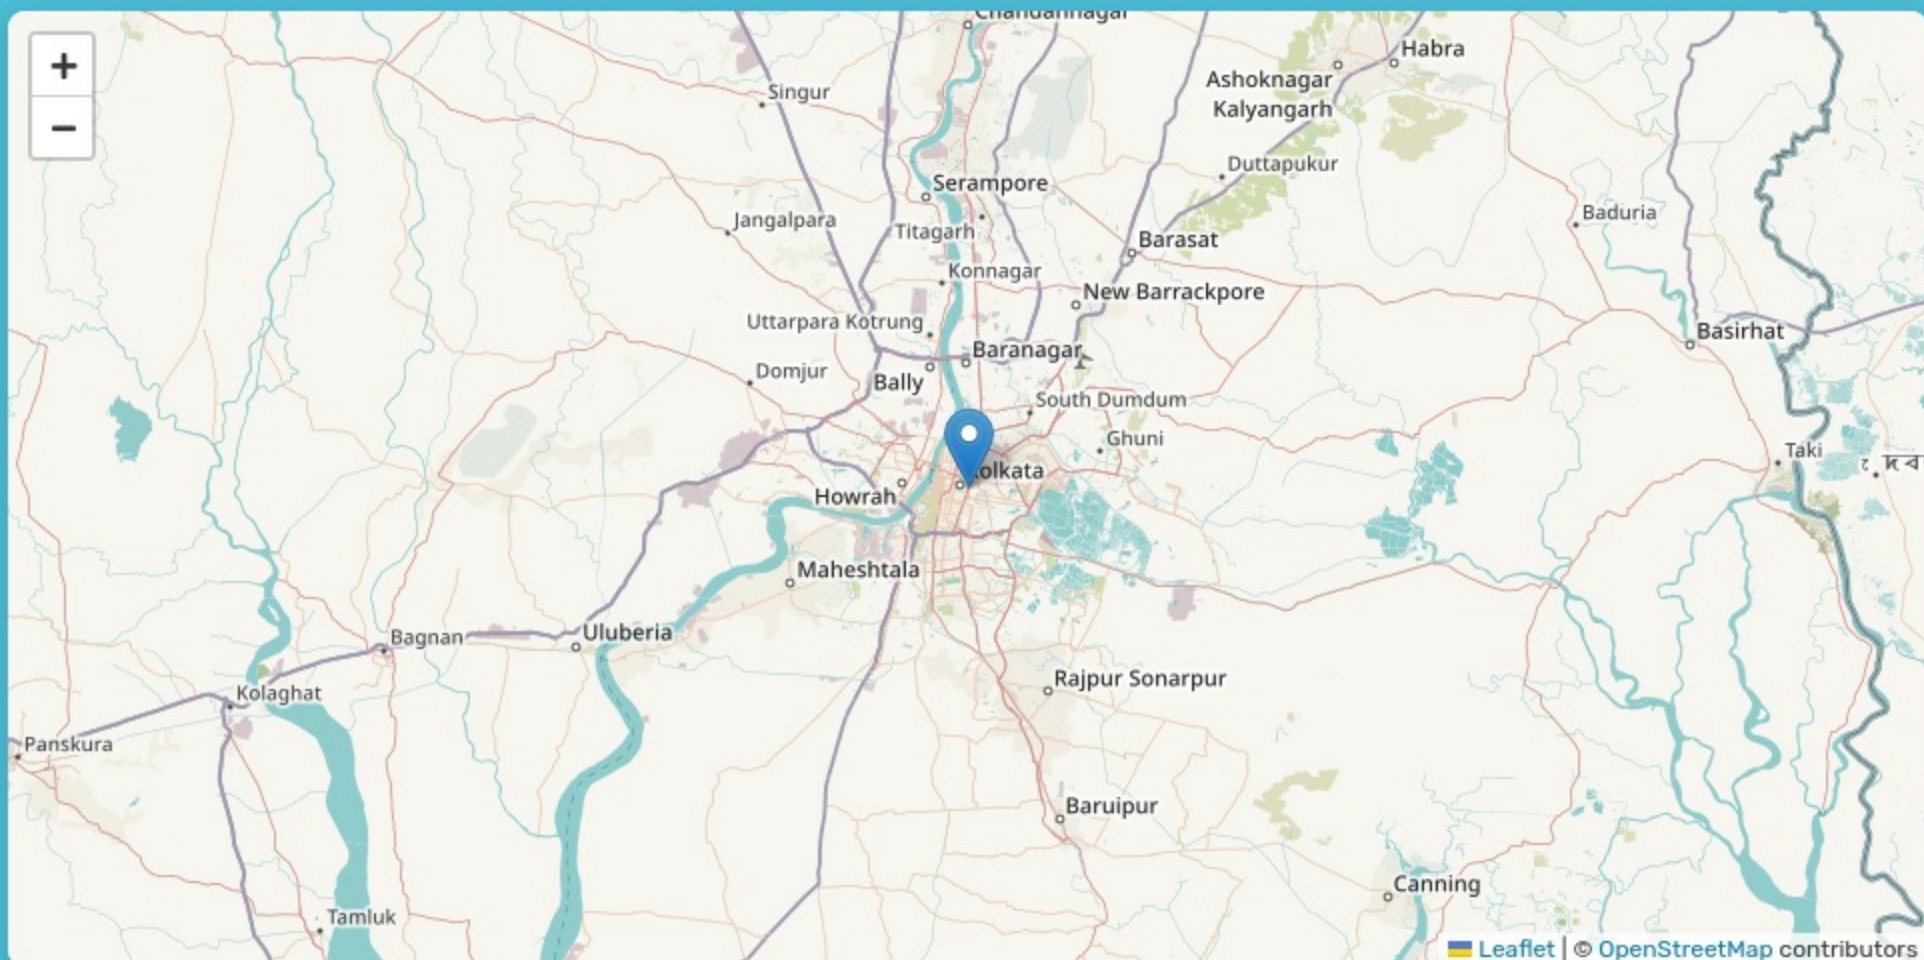 Chandannagar
+
−
Habra
Ashoknagar
Kalyangarh
Singur
Duttapukur
Serampore
Jangalpara
Baduria
Titagarh
Barasat
Konnagar
New Barrackpore
Uttarpara Kotrung
Basirhat
Baranagar
Domjur
Bally
South Dumdum
Ghuni
Taki
Kolkata
Howrah
Maheshtala
Bagnan
Uluberia
Rajpur Sonarpur
Kolaghat
Panskura
Baruipur
Canning
Tamluk
Leaflet | © OpenStreetMap contributors